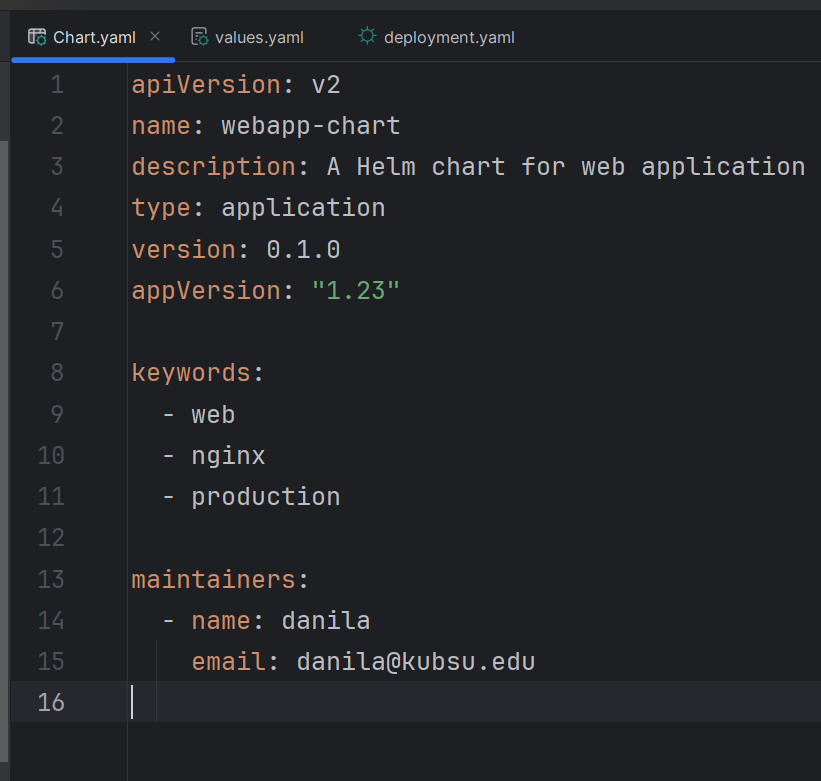 Chart.yaml × values.yaml deployment.yaml
1 apiVersion: v2
2 name: webapp-chart
3 description: A Helm chart for web application
4 type: application
5 version: 0.1.0
6 appVersion: "1.23"
7
8 keywords:
9   - web
10   - nginx
11   - production
12
13 maintainers:
14   - name: danila
15     email: danila@kubsu.edu
16